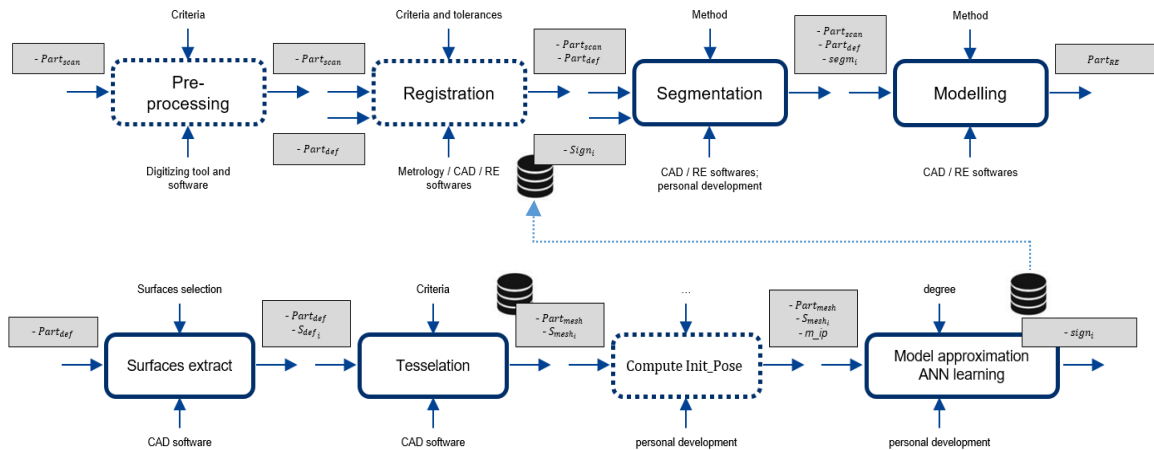 Criteria
Criteria and tolerances
Method
Method
- Part_scan
- Part_scan
- Part_scan
- Part_def
- Part_scan
- Part_def
- segm_i
Part_RE
Pre-
processing
Registration
Segmentation
Modelling
- Part_def
- Sign_i
Digitizing tool and
software
Metrology / CAD / RE
softwares
CAD / RE softwares;
personal development
CAD / RE softwares
Surfaces selection
Criteria
...
degree
- Part_def
- Part_def
- S_def_i
- Part_mesh
- S_mesh_i
- Part_mesh
- S_mesh_i
- m_ip
- sign_i
Surfaces extract
Tesselation
Compute Init_Pose
Model approximation
ANN learning
CAD software
CAD software
personal development
personal development